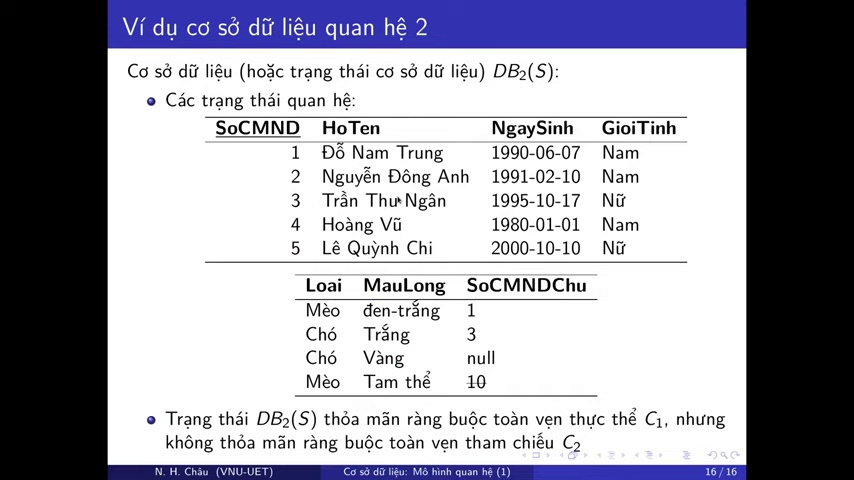 Ví dụ cơ sở dữ liệu quan hệ 2
Cơ sở dữ liệu (hoặc trạng thái cơ sở dữ liệu) DB₂(S):
Các trạng thái quan hệ:
SoCMND HoTen NgaySinh GioiTinh
1 Đỗ Nam Trung 1990-06-07 Nam
2 Nguyễn Đông Anh 1991-02-10 Nam
3 Trần Thu Ngân 1995-10-17 Nữ
4 Hoàng Vũ 1980-01-01 Nam
5 Lê Quỳnh Chi 2000-10-10 Nữ
Loai MauLong SoCMNDChu
Mèo đen-trắng 1
Chó Trắng 3
Chó Vàng null
Mèo Tam thể 10
Trạng thái DB₂(S) thỏa mãn ràng buộc toàn vẹn thực thể C₁, nhưng
không thỏa mãn ràng buộc toàn vẹn tham chiếu C₂
N. H. Châu (VNU-UET) Cơ sở dữ liệu: Mô hình quan hệ (1) 16 / 16